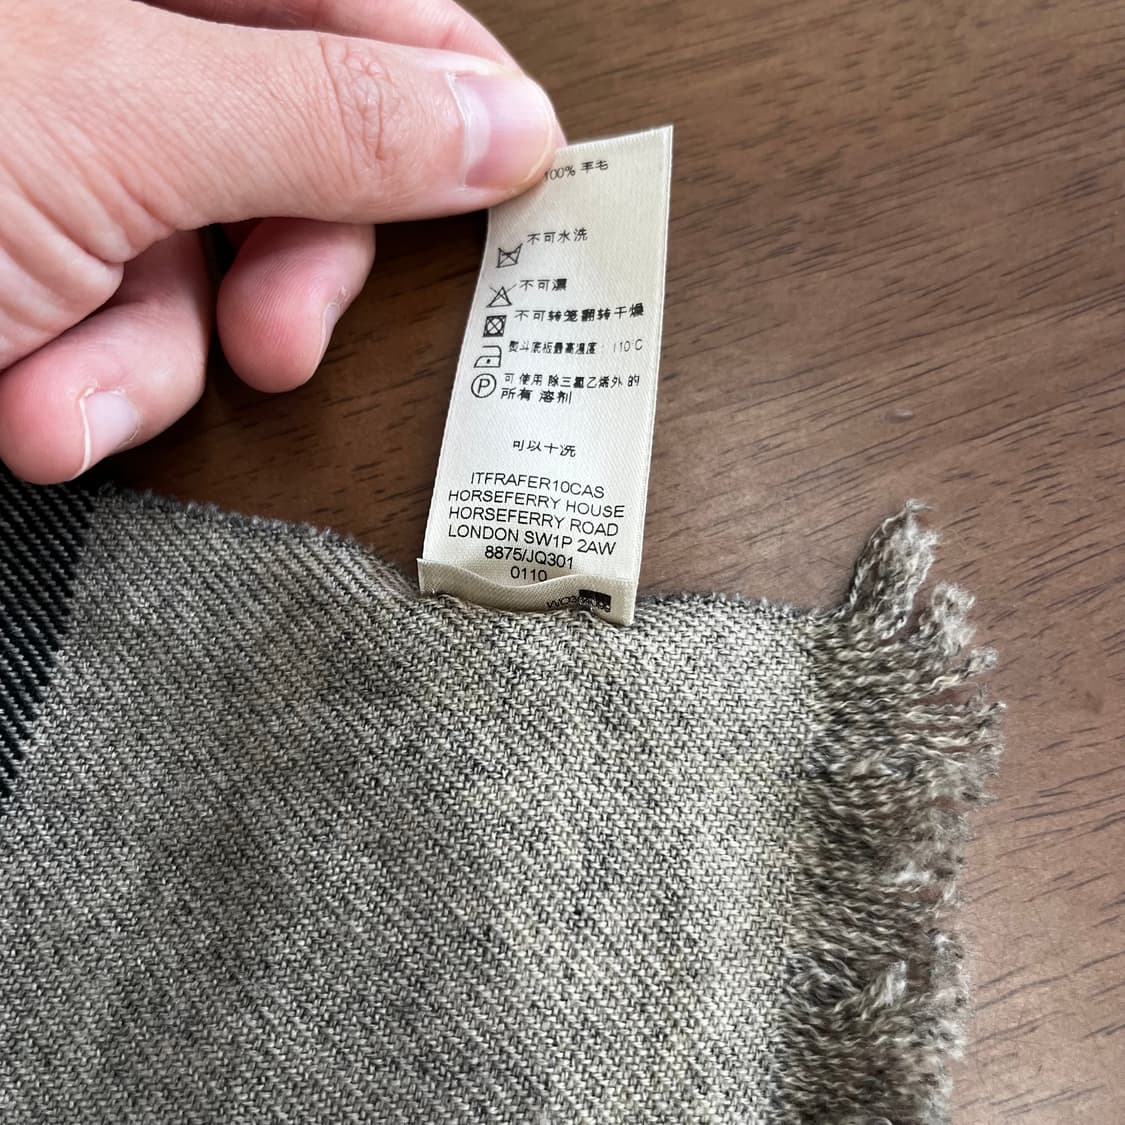 100% 羊毛
不可水洗
不可漂
不可转笼翻转干燥
熨斗底板最高温度: 110°C
P 可使用除三氯乙烯外的
所有溶剂
可以干洗
ITFRAFER10CAS
HORSEFERRY HOUSE
HORSEFERRY ROAD
LONDON SW1P 2AW
8875/JQ301
0110